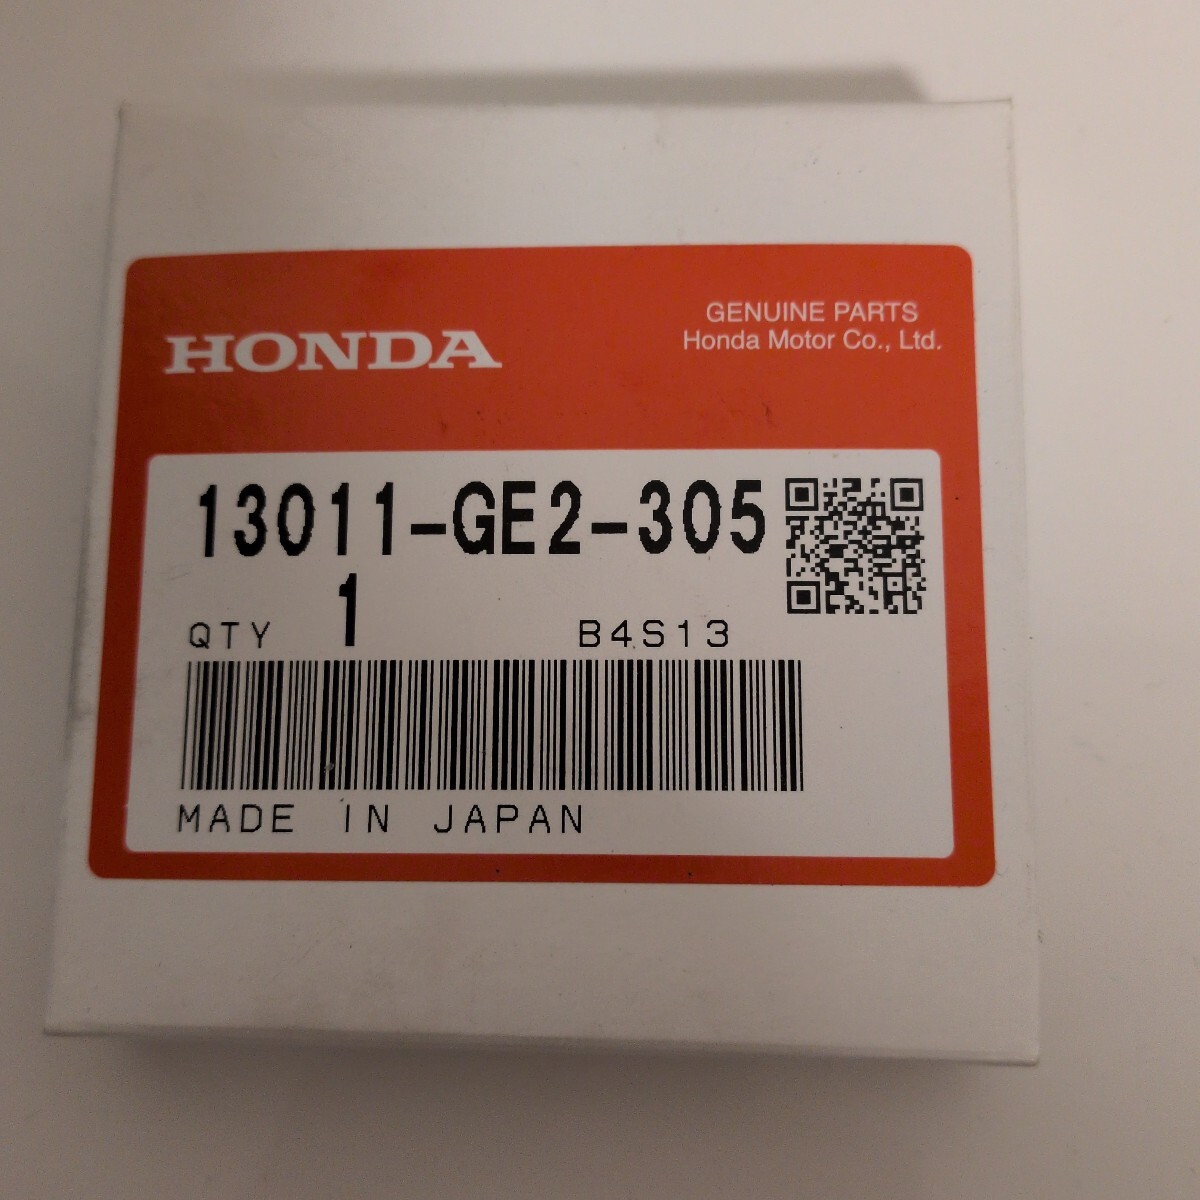 HONDA
GENUINE PARTS
Honda Motor Co., Ltd.
13011-GE2-305
QTY 1 B4S13
MADE IN JAPAN